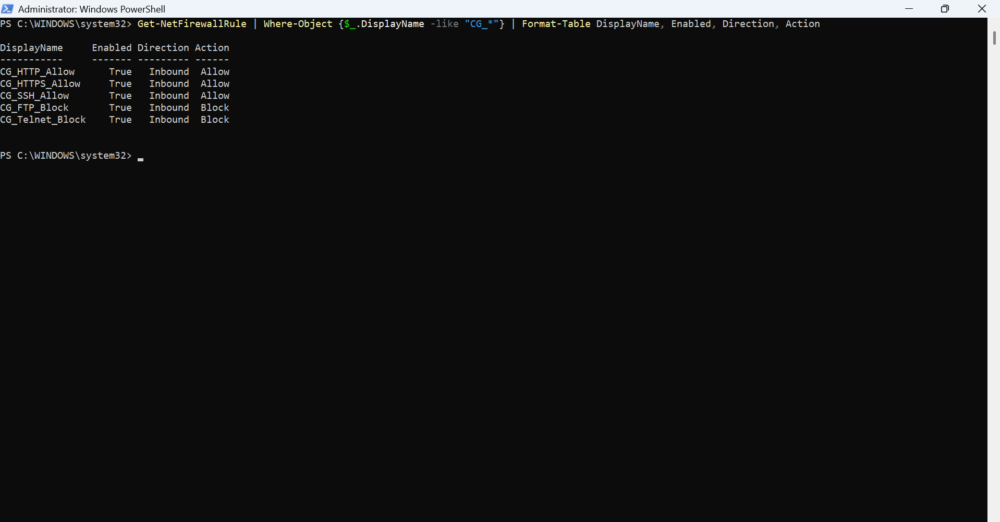 Administrator: Windows PowerShell
PS C:\WINDOWS\system32> Get-NetFirewallRule | Where-Object {$_.DisplayName -like "CG_*"} | Format-Table DisplayName, Enabled, Direction, Action
DisplayName     Enabled Direction Action
-----------     ------- --------- ------
CG_HTTP_Allow      True   Inbound  Allow
CG_HTTPS_Allow     True   Inbound  Allow
CG_SSH_Allow       True   Inbound  Allow
CG_FTP_Block       True   Inbound  Block
CG_Telnet_Block    True   Inbound  Block
PS C:\WINDOWS\system32>